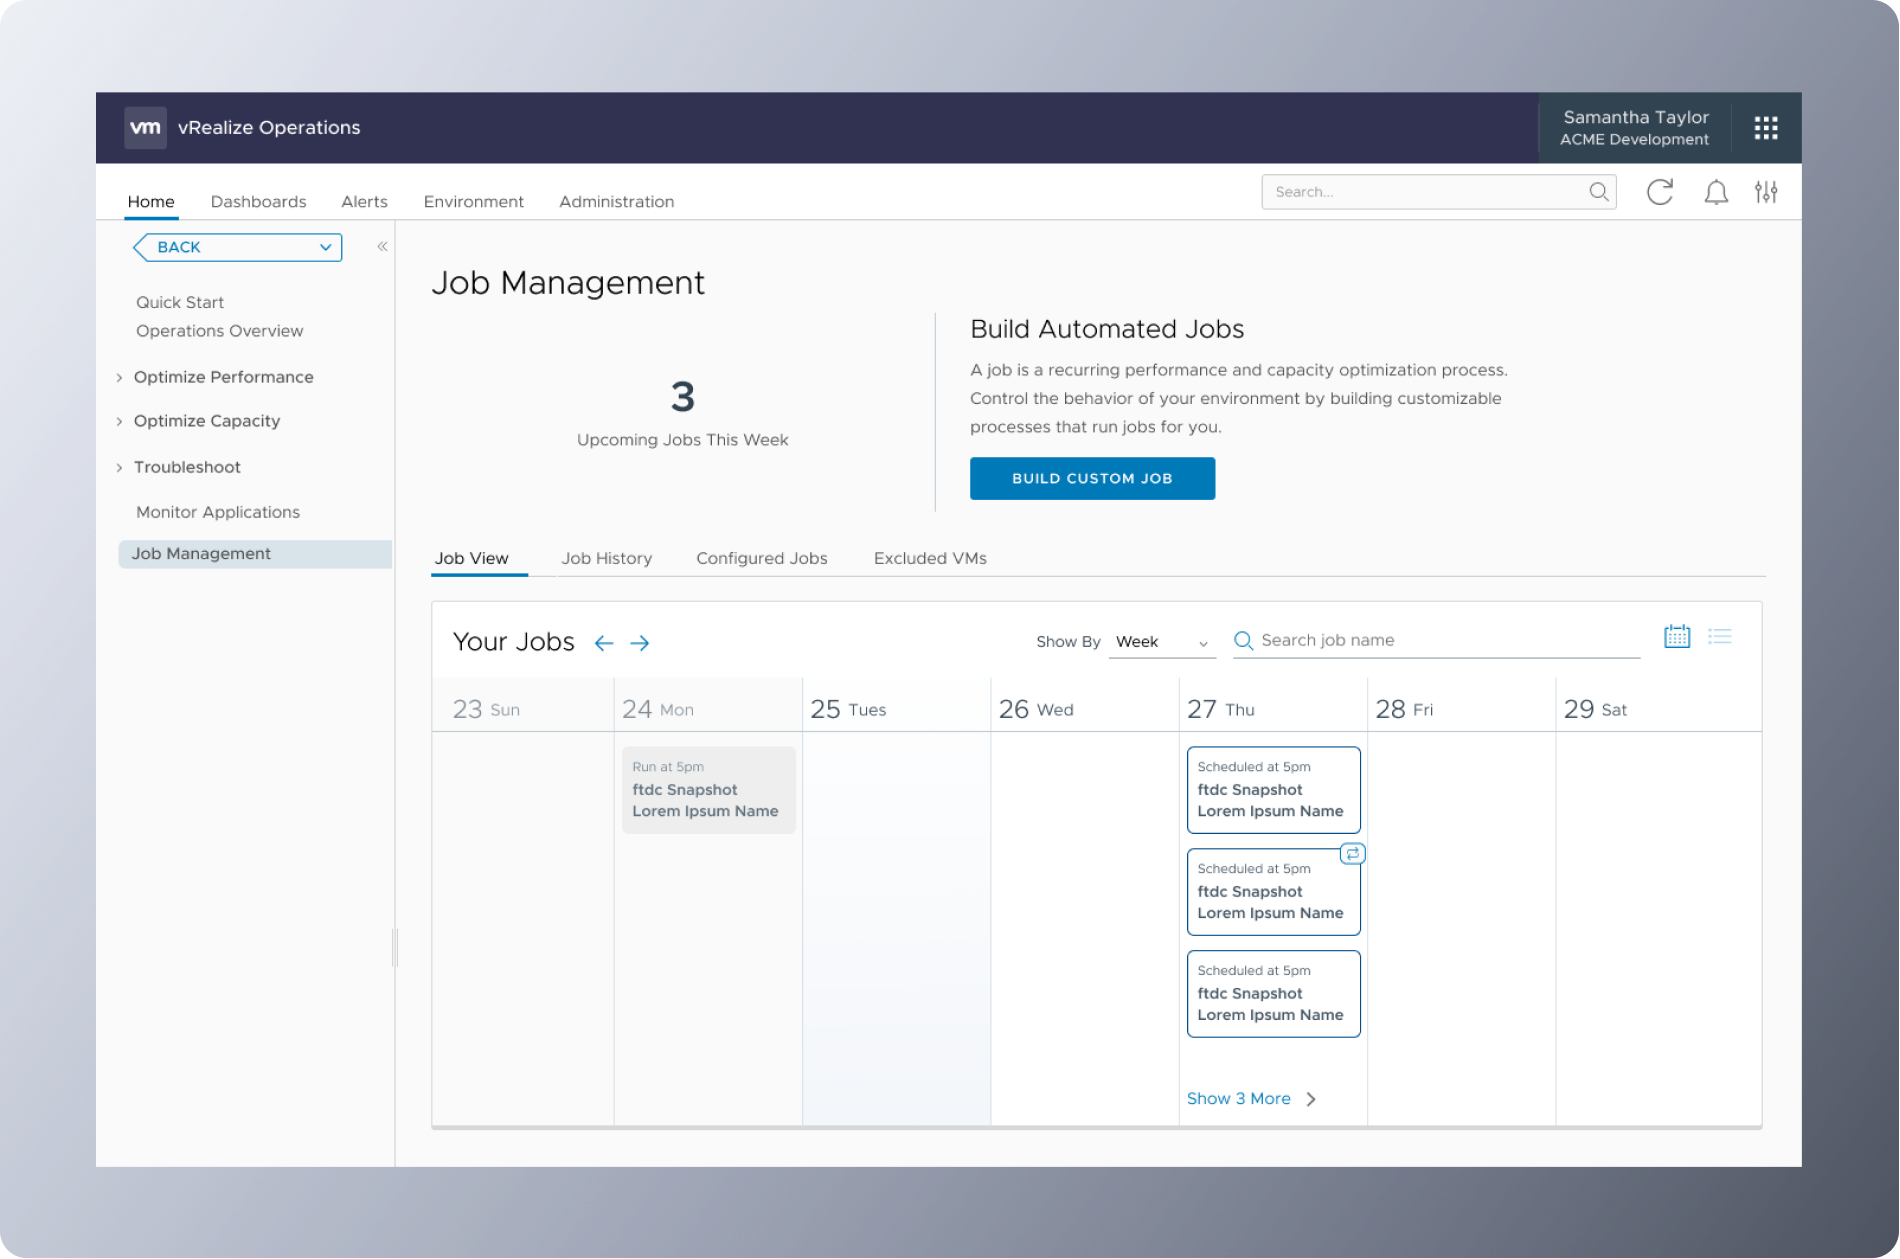 vm vRealize Operations
Samantha Taylor
ACME Development
Home Dashboards Alerts Environment Administration
Search...
BACK
Quick Start
Operations Overview
Optimize Performance
Optimize Capacity
Troubleshoot
Monitor Applications
Job Management
Job Management
3
Upcoming Jobs This Week
Build Automated Jobs
A job is a recurring performance and capacity optimization process.
Control the behavior of your environment by building customizable
processes that run jobs for you.
BUILD CUSTOM JOB
Job View Job History Configured Jobs Excluded VMs
Your Jobs
Show By Week
Search job name
23 Sun 24 Mon 25 Tues 26 Wed 27 Thu 28 Fri 29 Sat
Run at 5pm
ftdc Snapshot
Lorem Ipsum Name
Scheduled at 5pm
ftdc Snapshot
Lorem Ipsum Name
Scheduled at 5pm
ftdc Snapshot
Lorem Ipsum Name
Scheduled at 5pm
ftdc Snapshot
Lorem Ipsum Name
Show 3 More